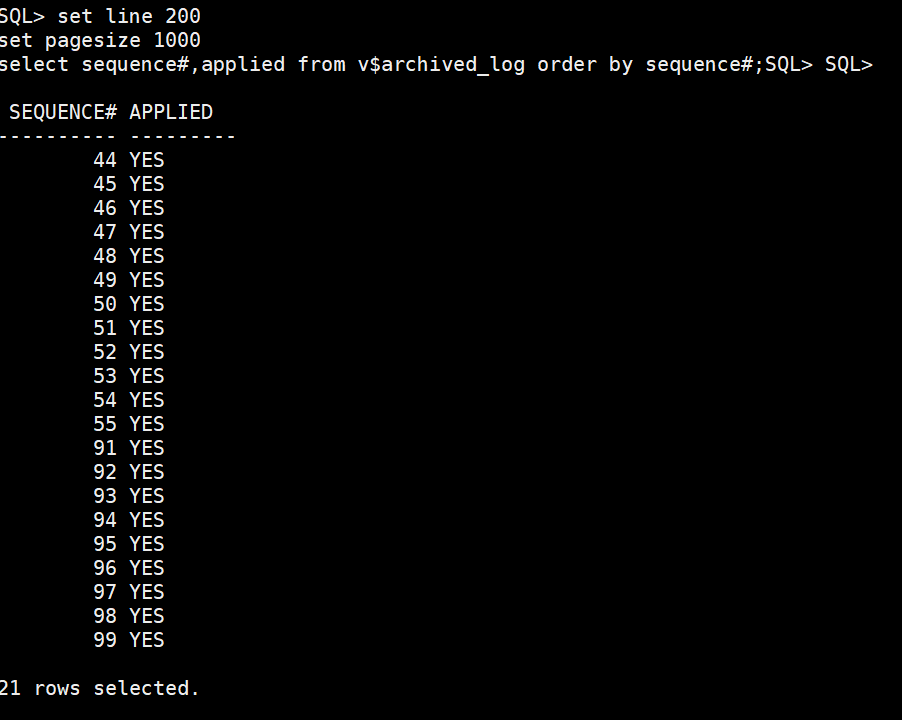 SQL> set line 200
set pagesize 1000
select sequence#,applied from v$archived_log order by sequence#;SQL> SQL>
SEQUENCE# APPLIED
---------- ---------
44 YES
45 YES
46 YES
47 YES
48 YES
49 YES
50 YES
51 YES
52 YES
53 YES
54 YES
55 YES
91 YES
92 YES
93 YES
94 YES
95 YES
96 YES
97 YES
98 YES
99 YES
21 rows selected.